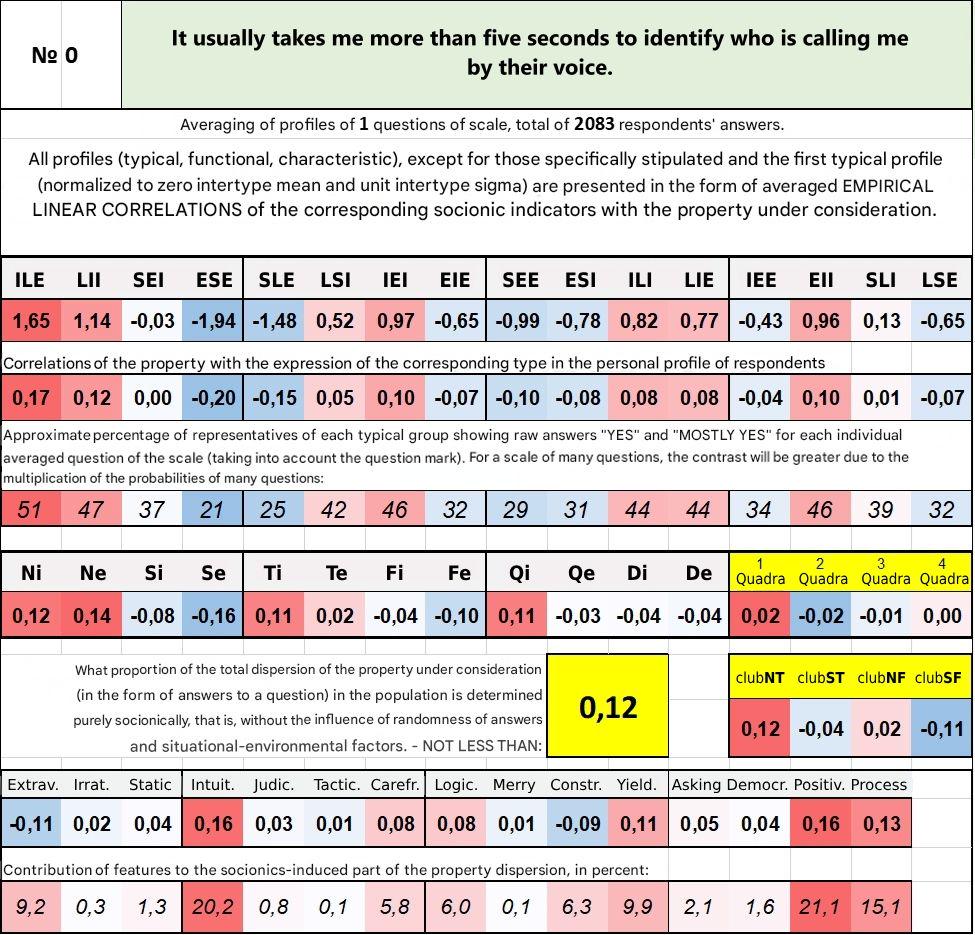 № 0
It usually takes me more than five seconds to identify who is calling me
by their voice.
Averaging of profiles of 1 questions of scale, total of 2083 respondents' answers.
All profiles (typical, functional, characteristic), except for those specifically stipulated and the first typical profile
(normalized to zero intertype mean and unit intertype sigma) are presented in the form of averaged EMPIRICAL
LINEAR CORRELATIONS of the corresponding socionic indicators with the property under consideration.
ILE LII SEI ESE SLE LSI IEI EIE SEE ESI ILI LIE IEE EII SLI LSE
1,65 1,14 -0,03 -1,94 -1,48 0,52 0,97 -0,65 -0,99 -0,78 0,82 0,77 -0,43 0,96 0,13 -0,65
Correlations of the property with the expression of the corresponding type in the personal profile of respondents
0,17 0,12 0,00 -0,20 -0,15 0,05 0,10 -0,07 -0,10 -0,08 0,08 0,08 -0,04 0,10 0,01 -0,07
Approximate percentage of representatives of each typical group showing raw answers "YES" and "MOSTLY YES" for each individual
averaged question of the scale (taking into account the question mark). For a scale of many questions, the contrast will be greater due to the
multiplication of the probabilities of many questions:
51 47 37 21 25 42 46 32 29 31 44 44 34 46 39 32
Ni Ne Si Se Ti Te Fi Fe Qi Qe Di De 1 Quadra 2 Quadra 3 Quadra 4 Quadra
0,12 0,14 -0,08 -0,16 0,11 0,02 -0,04 -0,10 0,11 -0,03 -0,04 -0,04 0,02 -0,02 -0,01 0,00
What proportion of the total dispersion of the property under consideration
(in the form of answers to a question) in the population is determined
purely socionically, that is, without the influence of randomness of answers
and situational-environmental factors. - NOT LESS THAN:
0,12
clubNT clubST clubNF clubSF
0,12 -0,04 0,02 -0,11
Extrav. Irrat. Static Intuit. Judic. Tactic. Carefr. Logic. Merry Constr. Yield. Asking Democr. Positiv. Process
-0,11 0,02 0,04 0,16 0,03 0,01 0,08 0,08 0,01 -0,09 0,11 0,05 0,04 0,16 0,13
Contribution of features to the socionics-induced part of the property dispersion, in percent:
9,2 0,3 1,3 20,2 0,8 0,1 5,8 6,0 0,1 6,3 9,9 2,1 1,6 21,1 15,1